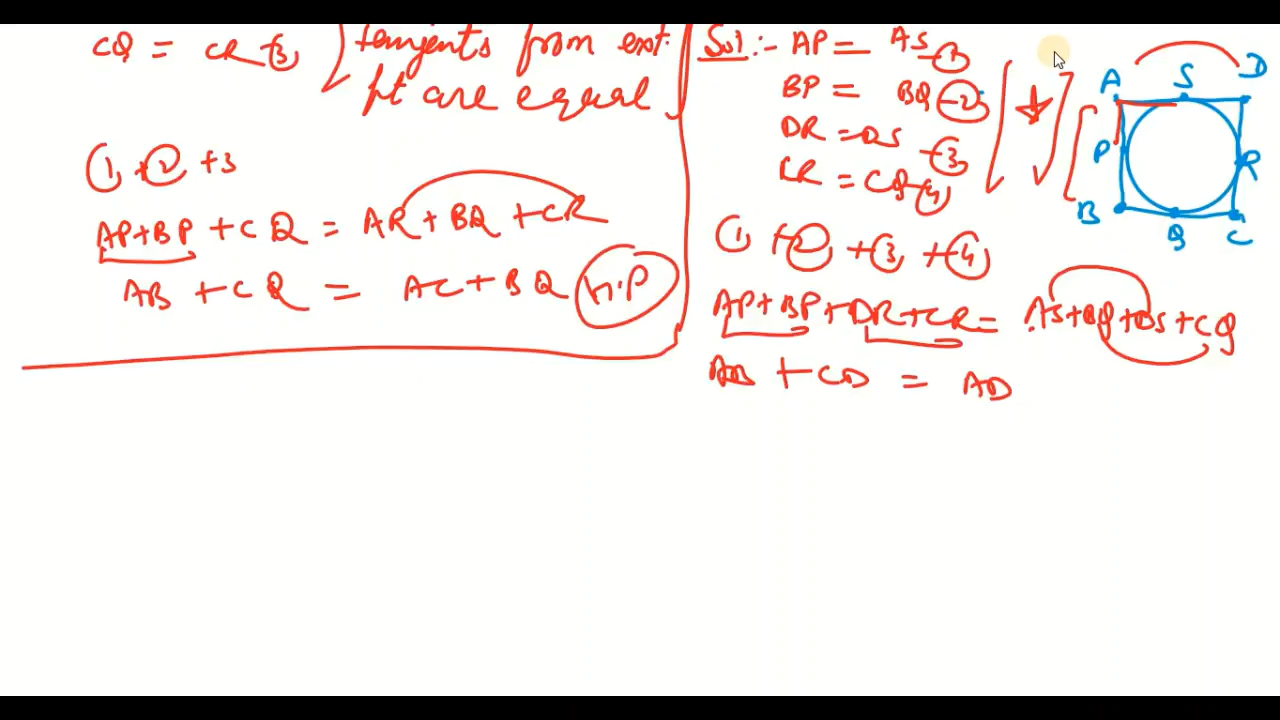 CQ = CR -3
tangents from ext.
pt are equal
1 + 2 + 3
AP+BP + CQ = AR + BQ + CR
AB + CQ = AC + BQ H.P
Sol :- AP = AS -1
BP = BQ -2
DR = DS -3
CR = CQ -4
1 + 2 + 3 + 4
AP+BP+DR+CR = AS+BQ+DS+CQ
AB + CD = AD
A S D
P R
B Q C